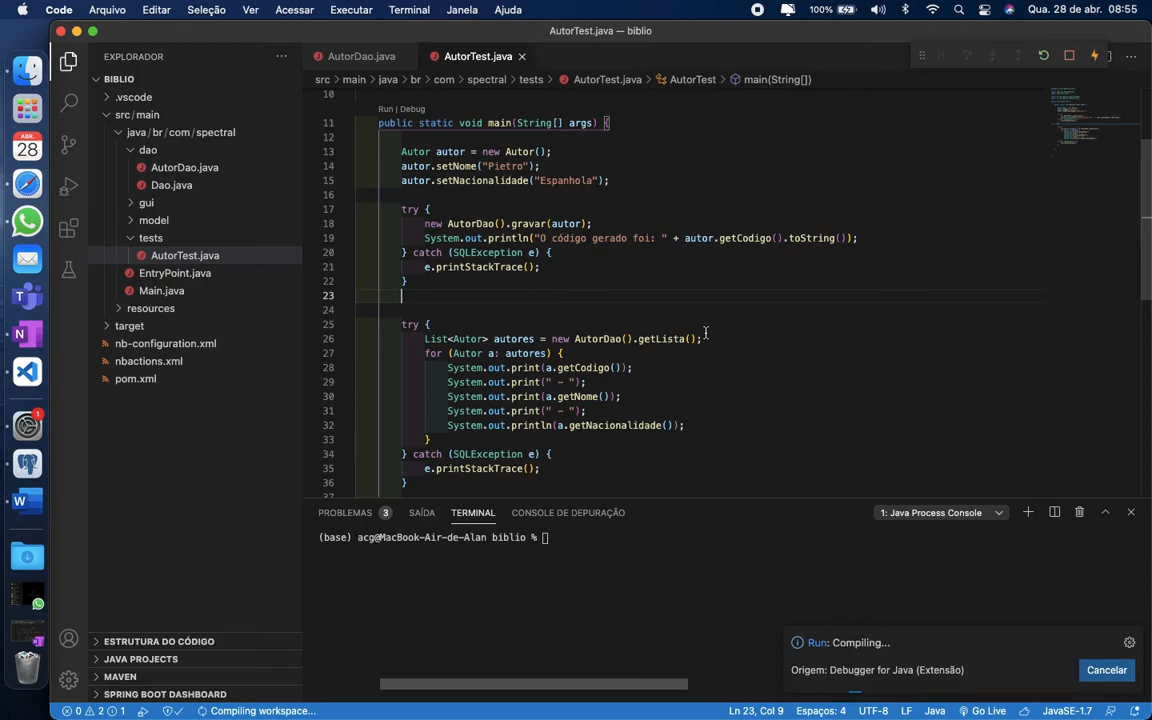 Code Arquivo Editar Seleção Ver Acessar Executar Terminal Janela Ajuda 100% Qua. 28 de abr. 08:55
AutorTest.java — biblio
EXPLORADOR
AutorDao.java AutorTest.java
BIBLIO
src > main > java > br > com > spectral > tests > AutorTest.java > AutorTest > main(String[])
.vscode
src/main
java/br/com/spectral
dao
AutorDao.java
Dao.java
gui
model
tests
AutorTest.java
EntryPoint.java
Main.java
resources
target
nb-configuration.xml
nbactions.xml
pom.xml
ESTRUTURA DO CÓDIGO
JAVA PROJECTS
MAVEN
SPRING BOOT DASHBOARD
ABR.
28
1
W
10
Run | Debug
11 public static void main(String[] args) {
12
13 Autor autor = new Autor();
14 autor.setNome("Pietro");
15 autor.setNacionalidade("Espanhola");
16
17 try {
18 new AutorDao().gravar(autor);
19 System.out.println("O código gerado foi: " + autor.getCodigo().toString());
20 } catch (SQLException e) {
21 e.printStackTrace();
22 }
23
24
25 try {
26 List<Autor> autores = new AutorDao().getLista();
27 for (Autor a: autores) {
28 System.out.print(a.getCodigo());
29 System.out.print(" - ");
30 System.out.print(a.getNome());
31 System.out.print(" - ");
32 System.out.println(a.getNacionalidade());
33 }
34 } catch (SQLException e) {
35 e.printStackTrace();
36 }
37
PROBLEMAS 3 SAÍDA TERMINAL CONSOLE DE DEPURAÇÃO 1: Java Process Console
(base) acg@MacBook-Air-de-Alan biblio %
Run: Compiling...
Origem: Debugger for Java (Extensão) Cancelar
0 2 1 Compiling workspace... Ln 23, Col 9 Espaços: 4 UTF-8 LF Java Go Live JavaSE-1.7